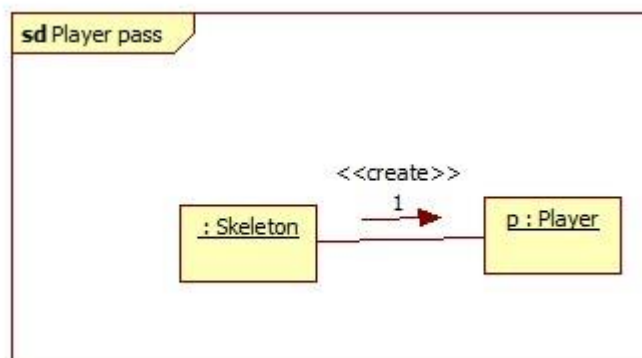 sd Player pass
<<create>>
1
: Skeleton
p : Player